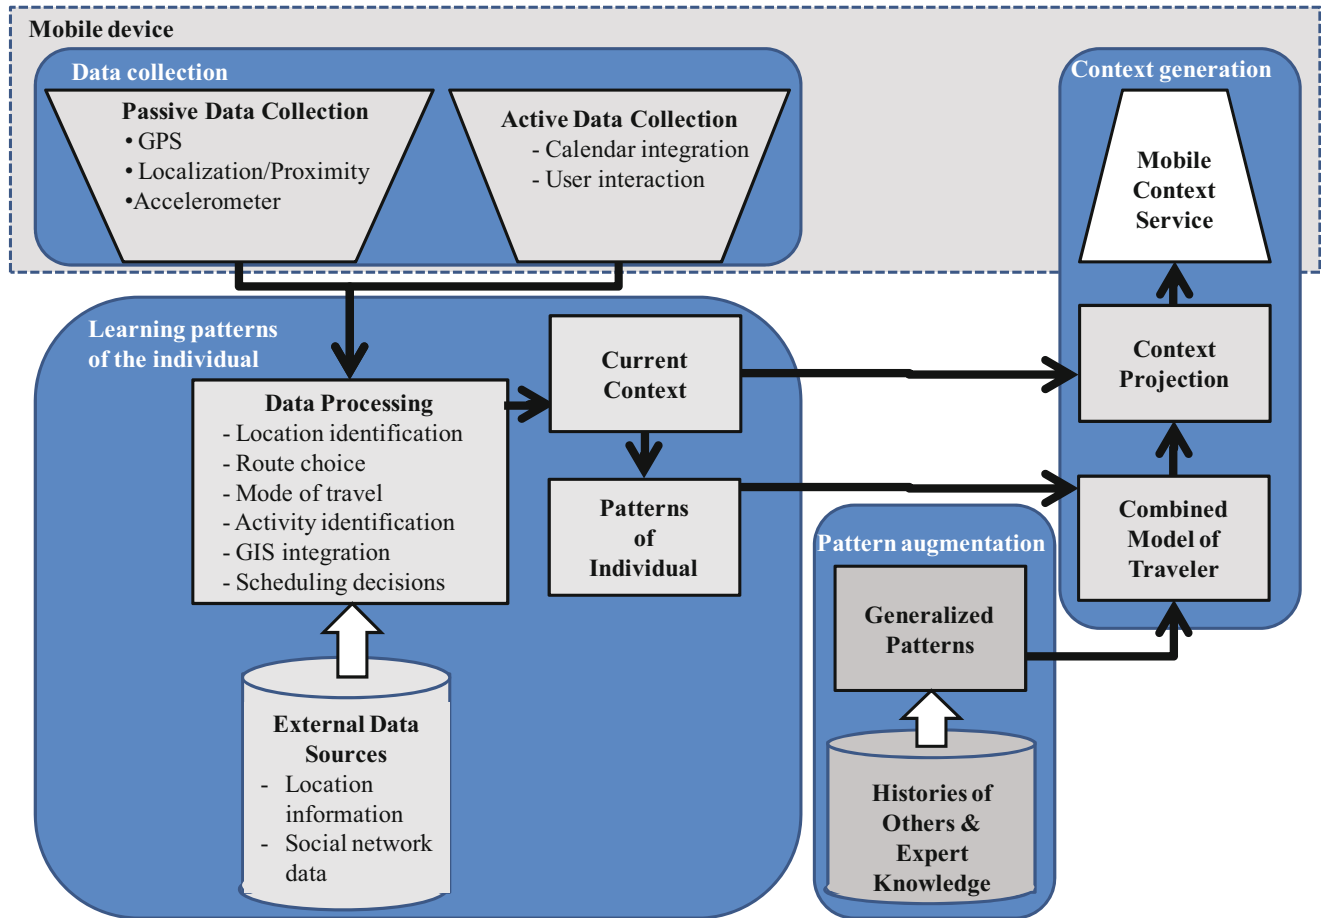 Mobile device
Data collection
Passive Data Collection
• GPS
• Localization/Proximity
•Accelerometer
Active Data Collection
- Calendar integration
- User interaction
Context generation
Mobile
Context
Service
Learning patterns
of the individual
Data Processing
- Location identification
- Route choice
- Mode of travel
- Activity identification
- GIS integration
- Scheduling decisions
Current
Context
Patterns
of
Individual
Context
Projection
Combined
Model of
Traveler
External Data
Sources
- Location
information
- Social network
data
Pattern augmentation
Generalized
Patterns
Histories of
Others &
Expert
Knowledge